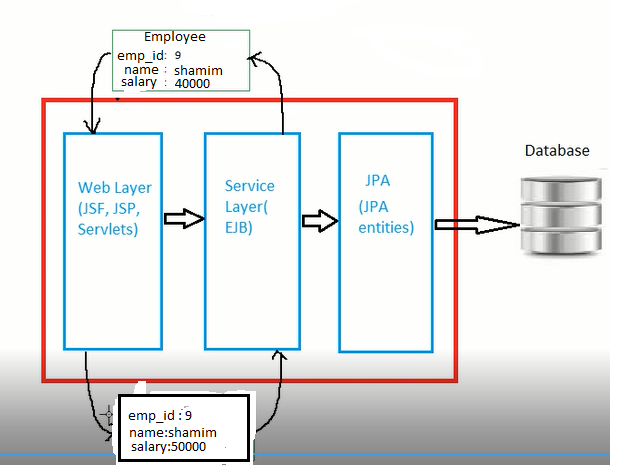 Employee
emp_id: 9
name : shamim
salary : 40000
Database
Web Layer
(JSF, JSP,
Servlets)
Service
Layer(
EJB)
JPA
(JPA
entities)
emp_id :9
name:shamim
salary:50000